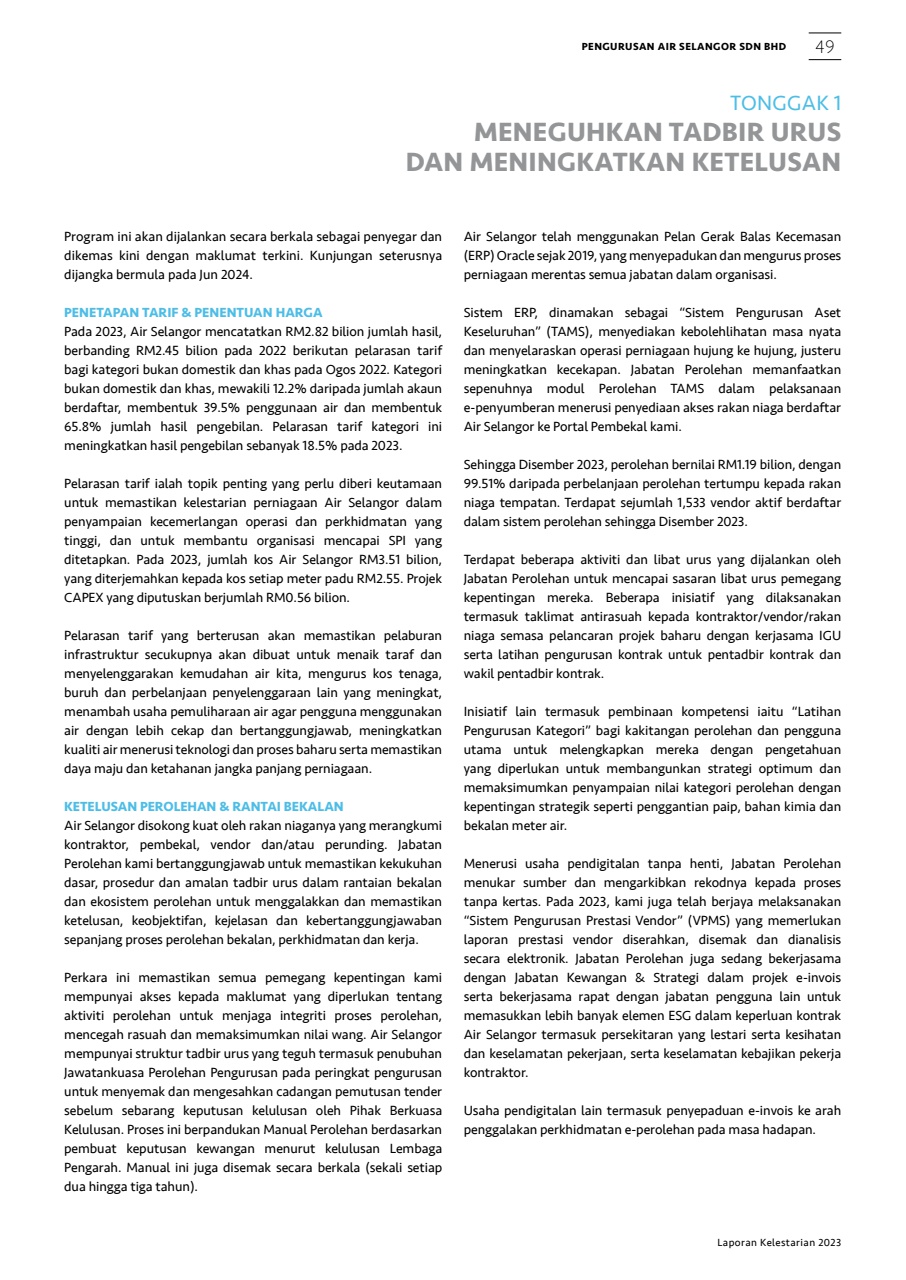 PENGURUSAN AIR SELANGOR SDN BHD 49
TONGGAK 1
MENEGUHKAN TADBIR URUS
DAN MENINGKATKAN KETELUSAN
Program ini akan dijalankan secara berkala sebagai penyegar dan
dikemas kini dengan maklumat terkini. Kunjungan seterusnya
dijangka bermula pada Jun 2024.
PENETAPAN TARIF & PENENTUAN HARGA
Pada 2023, Air Selangor mencatatkan RM2.82 bilion jumlah hasil,
berbanding RM2.45 bilion pada 2022 berikutan pelarasan tarif
bagi kategori bukan domestik dan khas pada Ogos 2022. Kategori
bukan domestik dan khas, mewakili 12.2% daripada jumlah akaun
berdaftar, membentuk 39.5% penggunaan air dan membentuk
65.8% jumlah hasil pengebilan. Pelarasan tarif kategori ini
meningkatkan hasil pengebilan sebanyak 18.5% pada 2023.
Pelarasan tarif ialah topik penting yang perlu diberi keutamaan
untuk memastikan kelestarian perniagaan Air Selangor dalam
penyampaian kecemerlangan operasi dan perkhidmatan yang
tinggi, dan untuk membantu organisasi mencapai SPI yang
ditetapkan. Pada 2023, jumlah kos Air Selangor RM3.51 bilion,
yang diterjemahkan kepada kos setiap meter padu RM2.55. Projek
CAPEX yang diputuskan berjumlah RM0.56 bilion.
Pelarasan tarif yang berterusan akan memastikan pelaburan
infrastruktur secukupnya akan dibuat untuk menaik taraf dan
menyelenggarakan kemudahan air kita, mengurus kos tenaga,
buruh dan perbelanjaan penyelenggaraan lain yang meningkat,
menambah usaha pemuliharaan air agar pengguna menggunakan
air dengan lebih cekap dan bertanggungjawab, meningkatkan
kualiti air menerusi teknologi dan proses baharu serta memastikan
daya maju dan ketahanan jangka panjang perniagaan.
KETELUSAN PEROLEHAN & RANTAI BEKALAN
Air Selangor disokong kuat oleh rakan niaganya yang merangkumi
kontraktor, pembekal, vendor dan/atau perunding. Jabatan
Perolehan kami bertanggungjawab untuk memastikan kekukuhan
dasar, prosedur dan amalan tadbir urus dalam rantaian bekalan
dan ekosistem perolehan untuk menggalakkan dan memastikan
ketelusan, keobjektifan, kejelasan dan kebertanggungjawaban
sepanjang proses perolehan bekalan, perkhidmatan dan kerja.
Perkara ini memastikan semua pemegang kepentingan kami
mempunyai akses kepada maklumat yang diperlukan tentang
aktiviti perolehan untuk menjaga integriti proses perolehan,
mencegah rasuah dan memaksimumkan nilai wang. Air Selangor
mempunyai struktur tadbir urus yang teguh termasuk penubuhan
Jawatankuasa Perolehan Pengurusan pada peringkat pengurusan
untuk menyemak dan mengesahkan cadangan pemutusan tender
sebelum sebarang keputusan kelulusan oleh Pihak Berkuasa
Kelulusan. Proses ini berpandukan Manual Perolehan berdasarkan
pembuat keputusan kewangan menurut kelulusan Lembaga
Pengarah. Manual ini juga disemak secara berkala (sekali setiap
dua hingga tiga tahun).
Air Selangor telah menggunakan Pelan Gerak Balas Kecemasan
(ERP) Oracle sejak 2019, yang menyepadukan dan mengurus proses
perniagaan merentas semua jabatan dalam organisasi.
Sistem ERP, dinamakan sebagai “Sistem Pengurusan Aset
Keseluruhan” (TAMS), menyediakan kebolehlihatan masa nyata
dan menyelaraskan operasi perniagaan hujung ke hujung, justeru
meningkatkan kecekapan. Jabatan Perolehan memanfaatkan
sepenuhnya modul Perolehan TAMS dalam pelaksanaan
e-penyumberan menerusi penyediaan akses rakan niaga berdaftar
Air Selangor ke Portal Pembekal kami.
Sehingga Disember 2023, perolehan bernilai RM1.19 bilion, dengan
99.51% daripada perbelanjaan perolehan tertumpu kepada rakan
niaga tempatan. Terdapat sejumlah 1,533 vendor aktif berdaftar
dalam sistem perolehan sehingga Disember 2023.
Terdapat beberapa aktiviti dan libat urus yang dijalankan oleh
Jabatan Perolehan untuk mencapai sasaran libat urus pemegang
kepentingan mereka. Beberapa inisiatif yang dilaksanakan
termasuk taklimat antirasuah kepada kontraktor/vendor/rakan
niaga semasa pelancaran projek baharu dengan kerjasama IGU
serta latihan pengurusan kontrak untuk pentadbir kontrak dan
wakil pentadbir kontrak.
Inisiatif lain termasuk pembinaan kompetensi iaitu “Latihan
Pengurusan Kategori” bagi kakitangan perolehan dan pengguna
utama untuk melengkapkan mereka dengan pengetahuan
yang diperlukan untuk membangunkan strategi optimum dan
memaksimumkan penyampaian nilai kategori perolehan dengan
kepentingan strategik seperti penggantian paip, bahan kimia dan
bekalan meter air.
Menerusi usaha pendigitalan tanpa henti, Jabatan Perolehan
menukar sumber dan mengarkibkan rekodnya kepada proses
tanpa kertas. Pada 2023, kami juga telah berjaya melaksanakan
“Sistem Pengurusan Prestasi Vendor” (VPMS) yang memerlukan
laporan prestasi vendor diserahkan, disemak dan dianalisis
secara elektronik. Jabatan Perolehan juga sedang bekerjasama
dengan Jabatan Kewangan & Strategi dalam projek e-invois
serta bekerjasama rapat dengan jabatan pengguna lain untuk
memasukkan lebih banyak elemen ESG dalam keperluan kontrak
Air Selangor termasuk persekitaran yang lestari serta kesihatan
dan keselamatan pekerjaan, serta keselamatan kebajikan pekerja
kontraktor.
Usaha pendigitalan lain termasuk penyepaduan e-invois ke arah
penggalakan perkhidmatan e-perolehan pada masa hadapan.
Laporan Kelestarian 2023